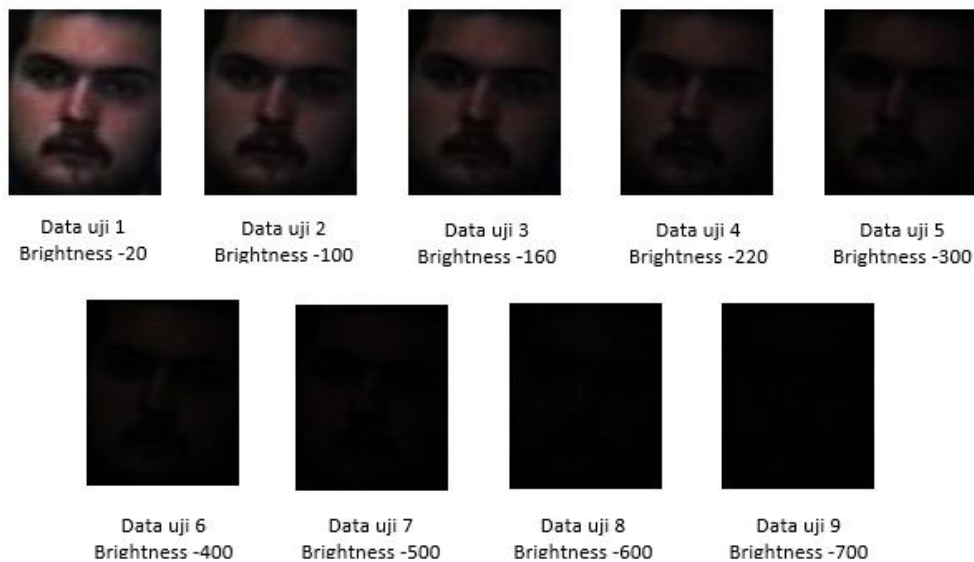 Data uji 1
Brightness -20
Data uji 2
Brightness -100
Data uji 3
Brightness -160
Data uji 4
Brightness -220
Data uji 5
Brightness -300
Data uji 6
Brightness -400
Data uji 7
Brightness -500
Data uji 8
Brightness -600
Data uji 9
Brightness -700